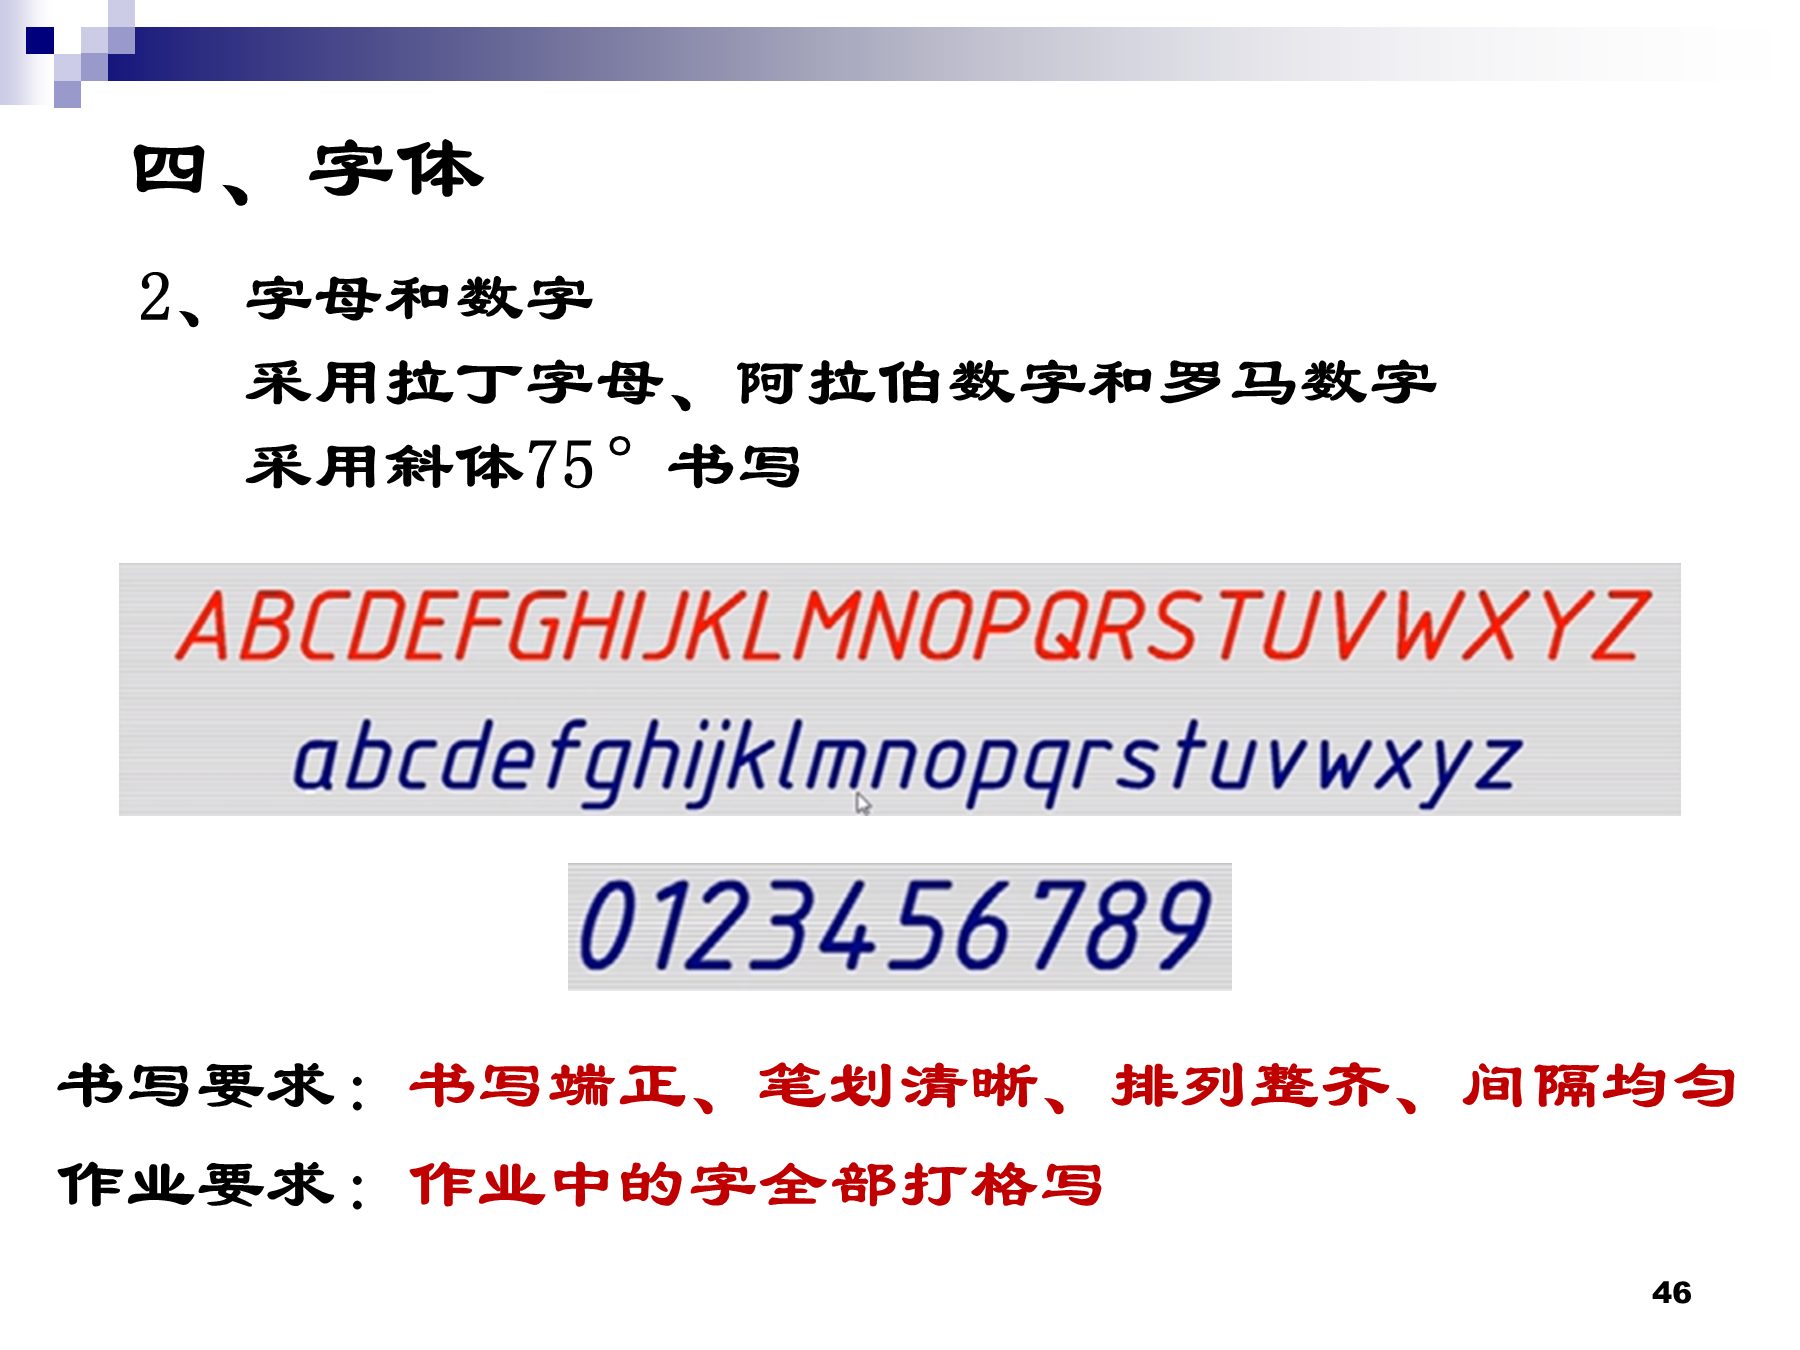 四、字体
2、字母和数字
采用拉丁字母、阿拉伯数字和罗马数字
采用斜体75°书写
ABCDEFGHIJKLMNOPQRSTUVWXYZ
abcdefghijklmnopqrstuvwxyz
0123456789
书写要求：书写端正、笔划清晰、排列整齐、间隔均匀
作业要求：作业中的字全部打格写
46